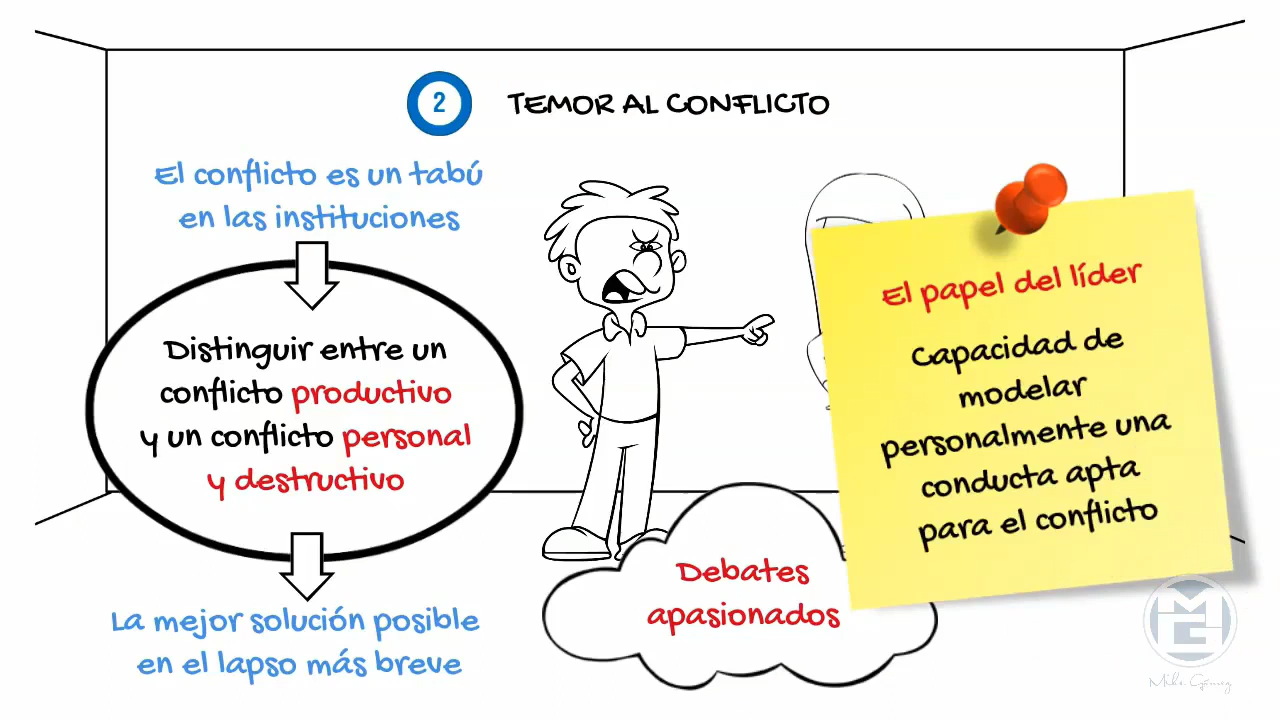 2
TEMOR AL CONFLICTO
El conflicto es un tabú
en las instituciones
Distinguir entre un
conflicto productivo
y un conflicto personal
y destructivo
La mejor solución posible
en el lapso más breve
Debates
apasionados
El papel del líder
Capacidad de
modelar
personalmente una
conducta apta
para el conflicto
Mike Gómez